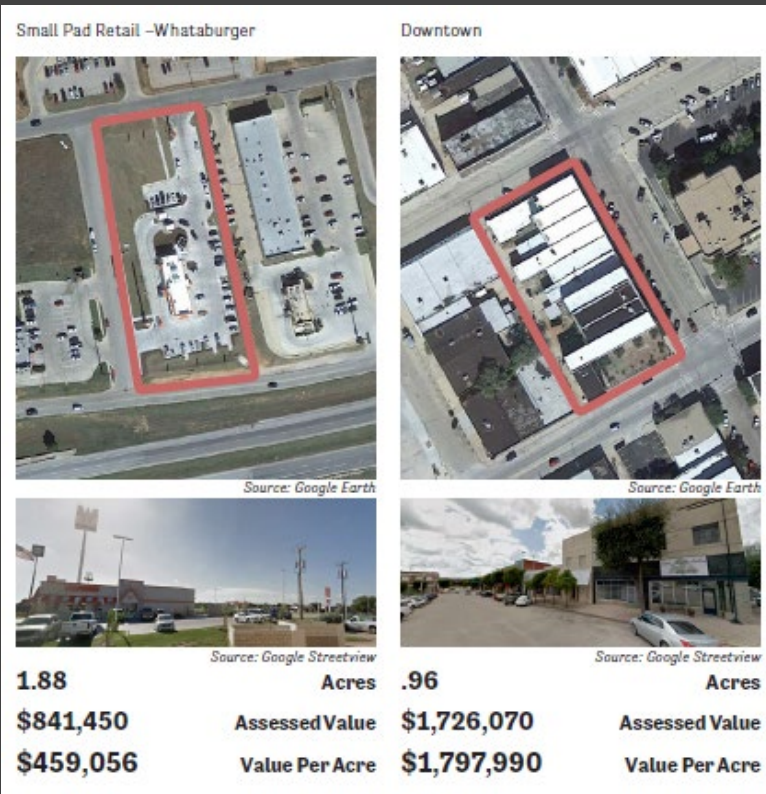 Small Pad Retail –Whataburger
Source: Google Earth
Source: Google Streetview
1.88 Acres
$841,450 Assessed Value
$459,056 Value Per Acre
Downtown
Source: Google Earth
Source: Google Streetview
.96 Acres
$1,726,070 Assessed Value
$1,797,990 Value Per Acre